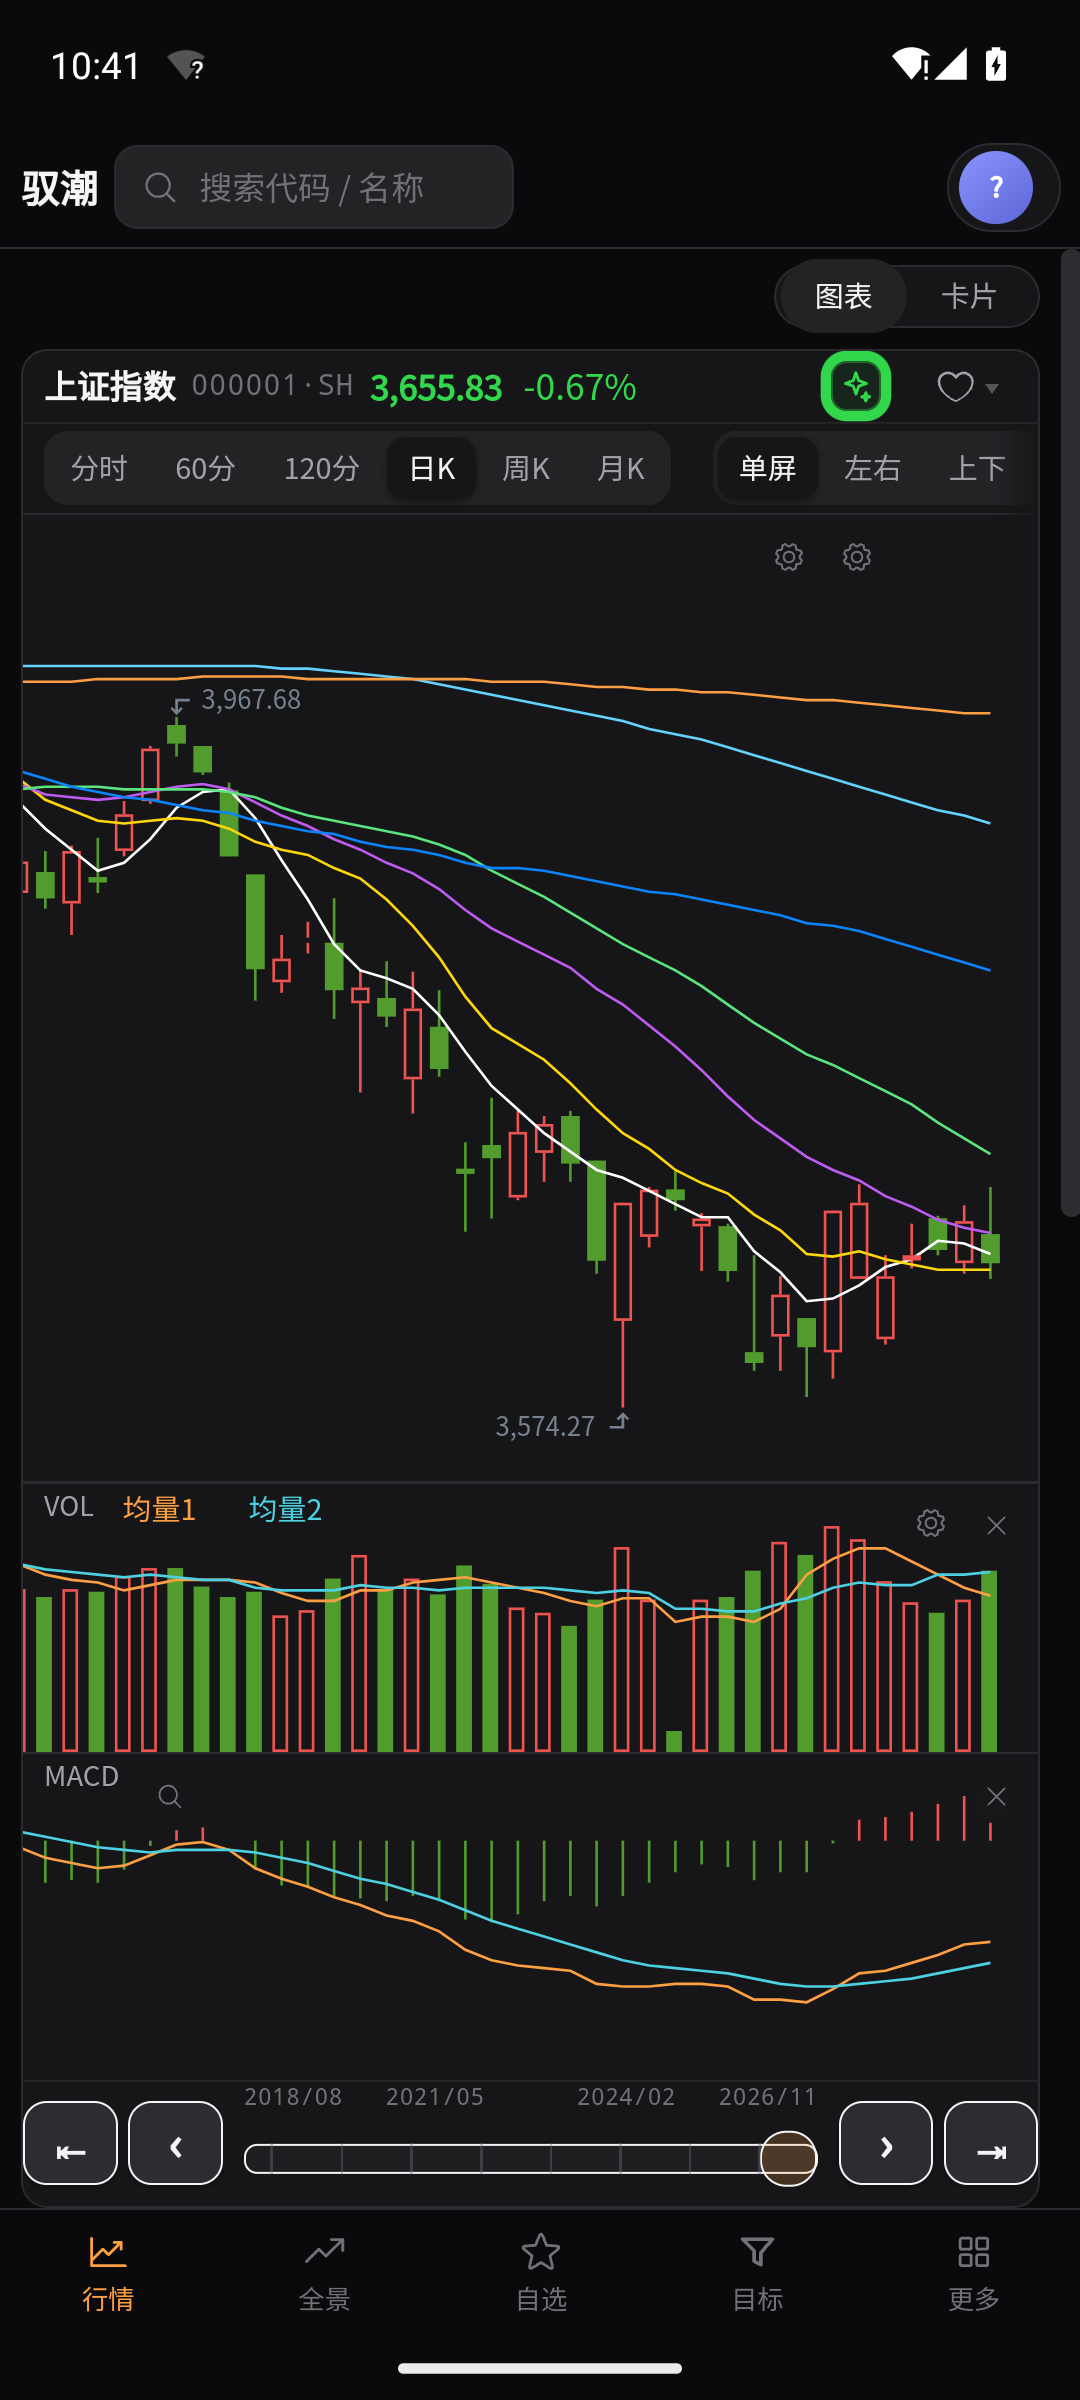 10:41
驭潮
搜索代码 / 名称
?
图表
卡片
上证指数 000001·SH 3,655.83 -0.67%
分时 60分 120分 日K 周K 月K 单屏 左右 上下
3,967.68
3,574.27
VOL 均量1 均量2
MACD
2018/08 2021/05 2024/02 2026/11
行情 全景 自选 目标 更多